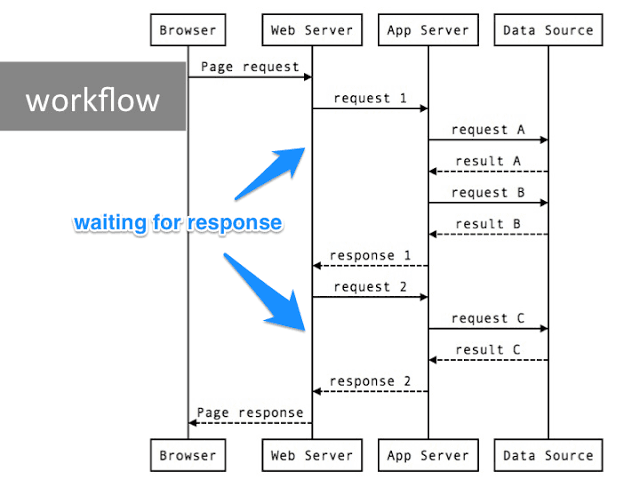 Browser Web Server App Server Data Source
Page request
workflow
request 1
request A
result A
request B
waiting for response
result B
response 1
request 2
request C
result C
response 2
Page response
Browser Web Server App Server Data Source